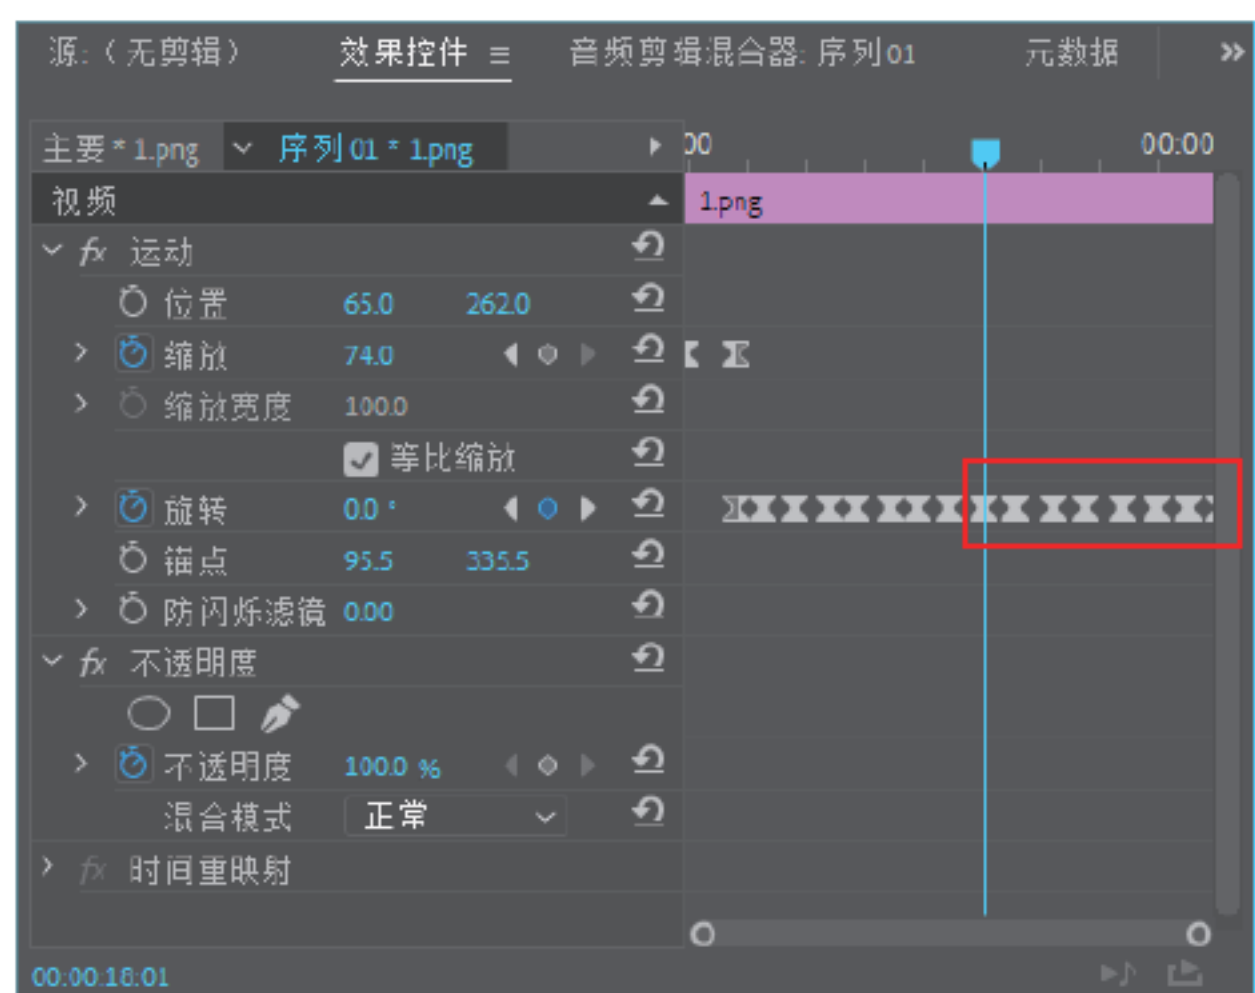 源:（无剪辑） 效果控件 ≡ 音频剪辑混合器: 序列 01 元数据 »
主要 * 1.png 序列 01 * 1.png 00 00:00
视频 1.png
fx 运动
位置 65.0 262.0
缩放 74.0
缩放宽度 100.0
等比缩放
旋转 0.0 °
锚点 95.5 335.5
防闪烁滤镜 0.00
fx 不透明度
不透明度 100.0 %
混合模式 正常
fx 时间重映射
00:00:18:01